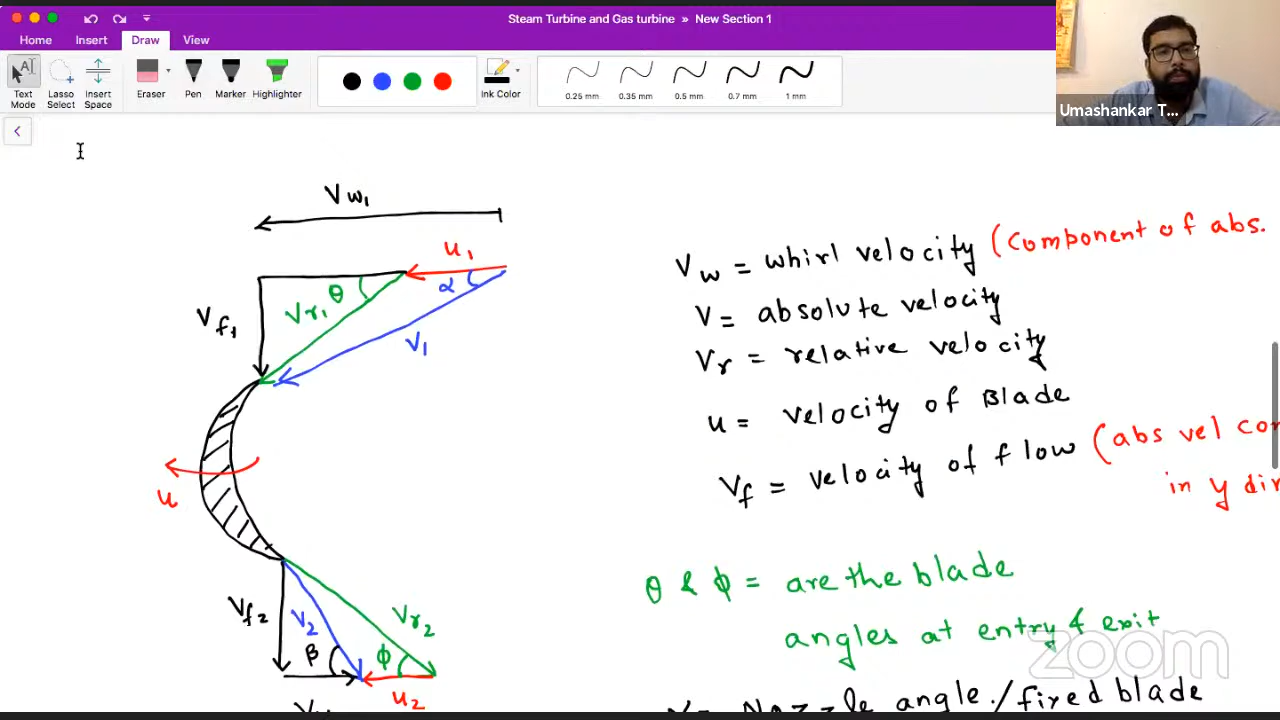 Steam Turbine and Gas turbine » New Section 1
Home Insert Draw View
Text Mode
Lasso Select
Insert Space
Eraser
Pen
Marker
Highlighter
Ink Color
0.25 mm
0.35 mm
0.5 mm
0.7 mm
1 mm
Umashankar T...
Vw1
u1
α
θ
Vr1
Vf1
V1
u
Vf2
V2
Vr2
β
φ
u2
Vw = whirl velocity (component of abs.
V = absolute velocity
Vr = relative velocity
u = velocity of Blade
Vf = velocity of flow (abs vel com
in y dir
θ & φ = are the blade
angles at entry & exit
Nozzle angle/fixed blade
zoom